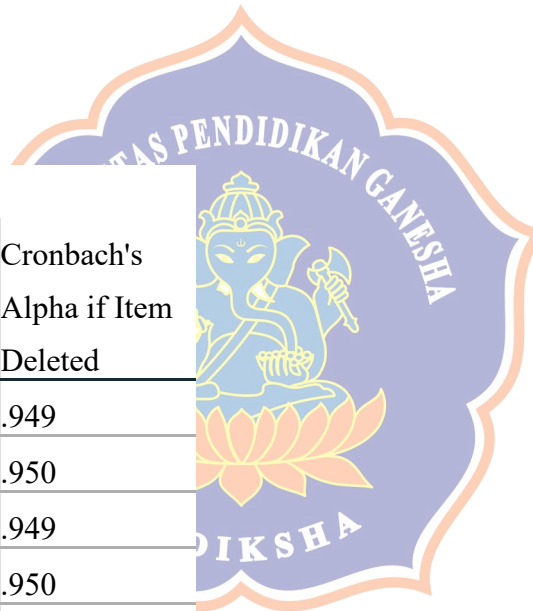 TAS PENDIDIKAN GANESHA
Cronbach's
Alpha if Item
Deleted
.949
.950
.949
.950
DIKSHA